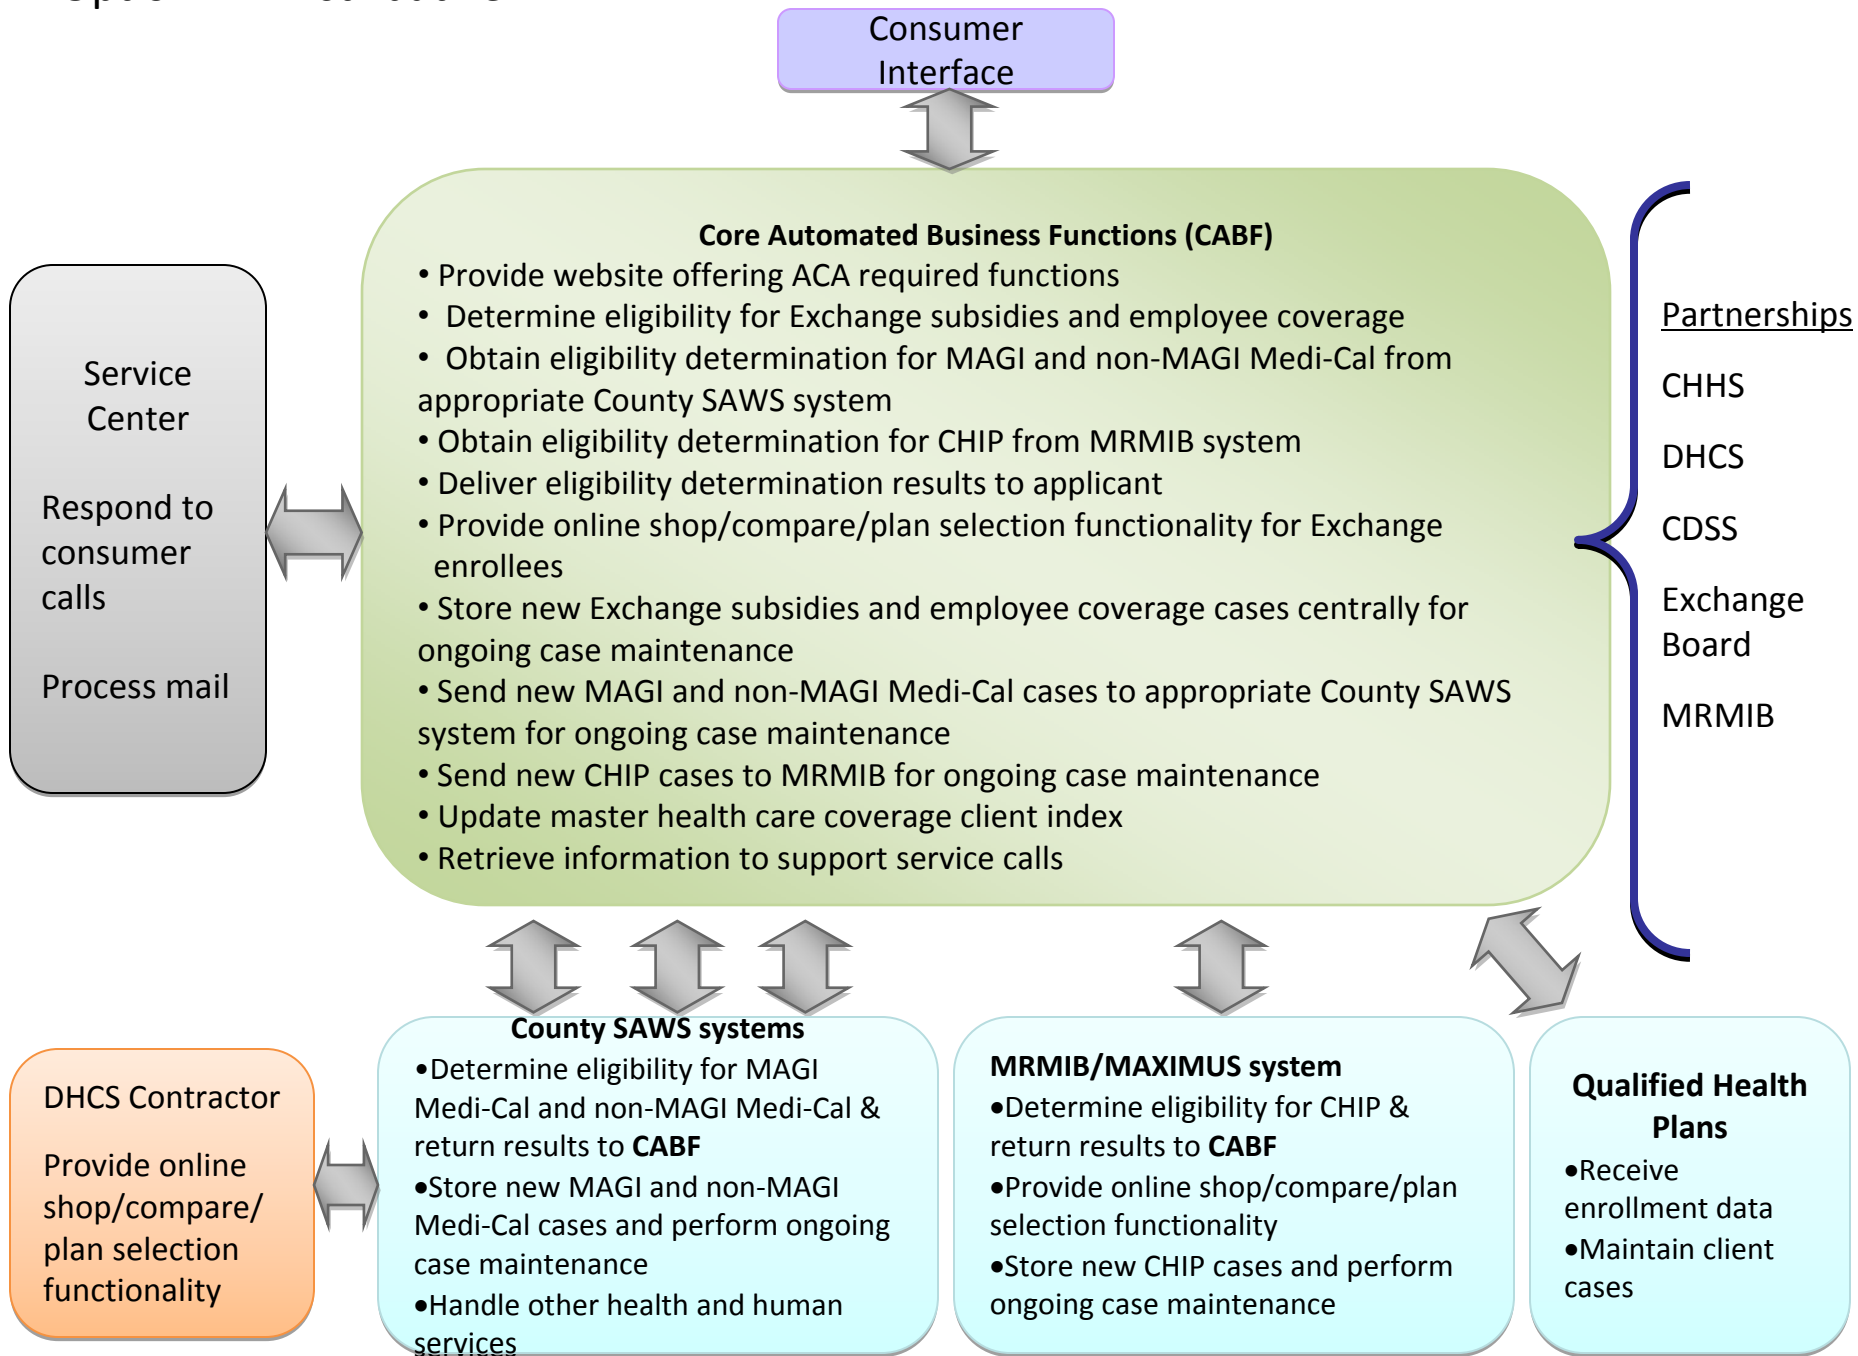 Consumer
Interface
Core Automated Business Functions (CABF)
• Provide website offering ACA required functions
• Determine eligibility for Exchange subsidies and employee coverage
• Obtain eligibility determination for MAGI and non-MAGI Medi-Cal from
appropriate County SAWS system
• Obtain eligibility determination for CHIP from MRMIB system
• Deliver eligibility determination results to applicant
• Provide online shop/compare/plan selection functionality for Exchange
enrollees
• Store new Exchange subsidies and employee coverage cases centrally for
ongoing case maintenance
• Send new MAGI and non-MAGI Medi-Cal cases to appropriate County SAWS
system for ongoing case maintenance
• Send new CHIP cases to MRMIB for ongoing case maintenance
• Update master health care coverage client index
• Retrieve information to support service calls
Service
Center
Respond to
consumer
calls
Process mail
Partnerships
CHHS
DHCS
CDSS
Exchange
Board
MRMIB
DHCS Contractor
Provide online
shop/compare/
plan selection
functionality
County SAWS systems
•Determine eligibility for MAGI
Medi-Cal and non-MAGI Medi-Cal &
return results to CABF
•Store new MAGI and non-MAGI
Medi-Cal cases and perform ongoing
case maintenance
•Handle other health and human
services
MRMIB/MAXIMUS system
•Determine eligibility for CHIP &
return results to CABF
•Provide online shop/compare/plan
selection functionality
•Store new CHIP cases and perform
ongoing case maintenance
Qualified Health
Plans
•Receive
enrollment data
•Maintain client
cases